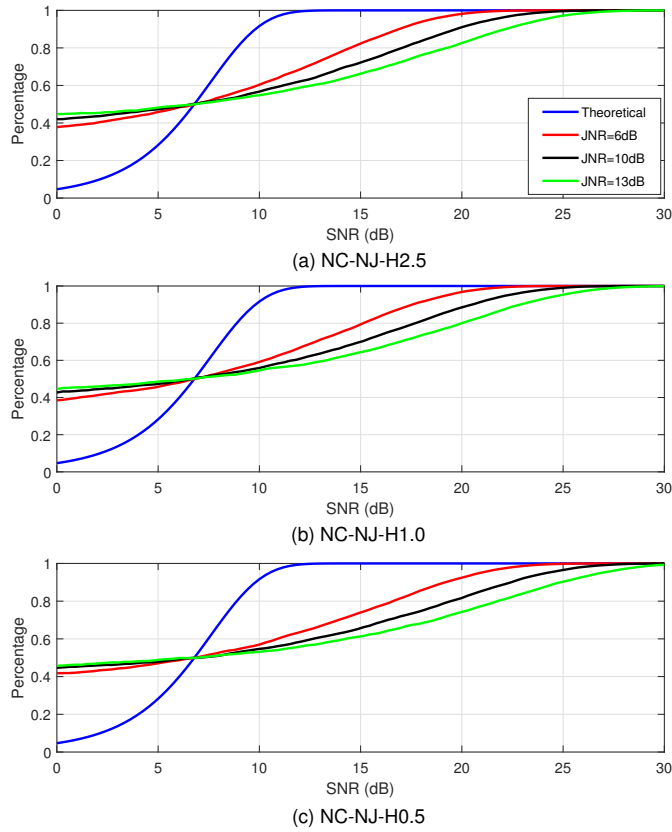 1
0.8
0.6
0.4
0.2
0
Percentage
0 5 10 15 20 25 30
SNR (dB)
Theoretical
JNR=6dB
JNR=10dB
JNR=13dB
(a) NC-NJ-H2.5
1
0.8
0.6
0.4
0.2
0
Percentage
0 5 10 15 20 25 30
SNR (dB)
(b) NC-NJ-H1.0
1
0.8
0.6
0.4
0.2
0
Percentage
0 5 10 15 20 25 30
SNR (dB)
(c) NC-NJ-H0.5